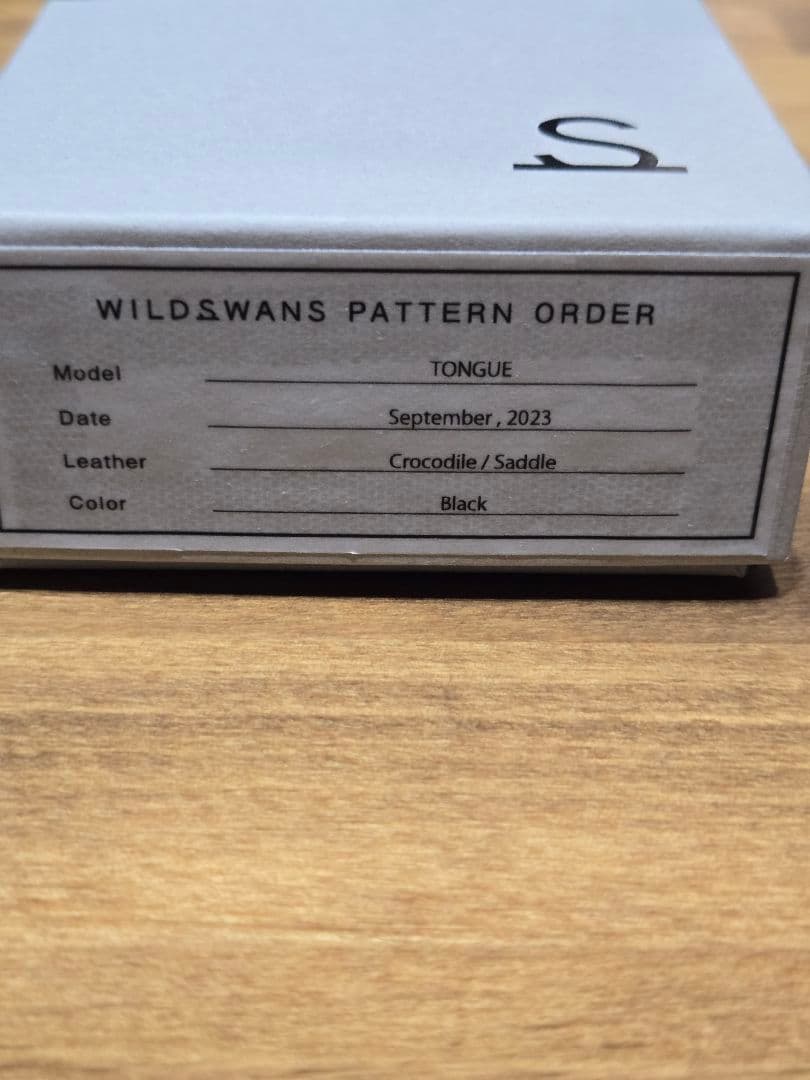 S
WILDSWANS PATTERN ORDER
Model TONGUE
Date September , 2023
Leather Crocodile / Saddle
Color Black